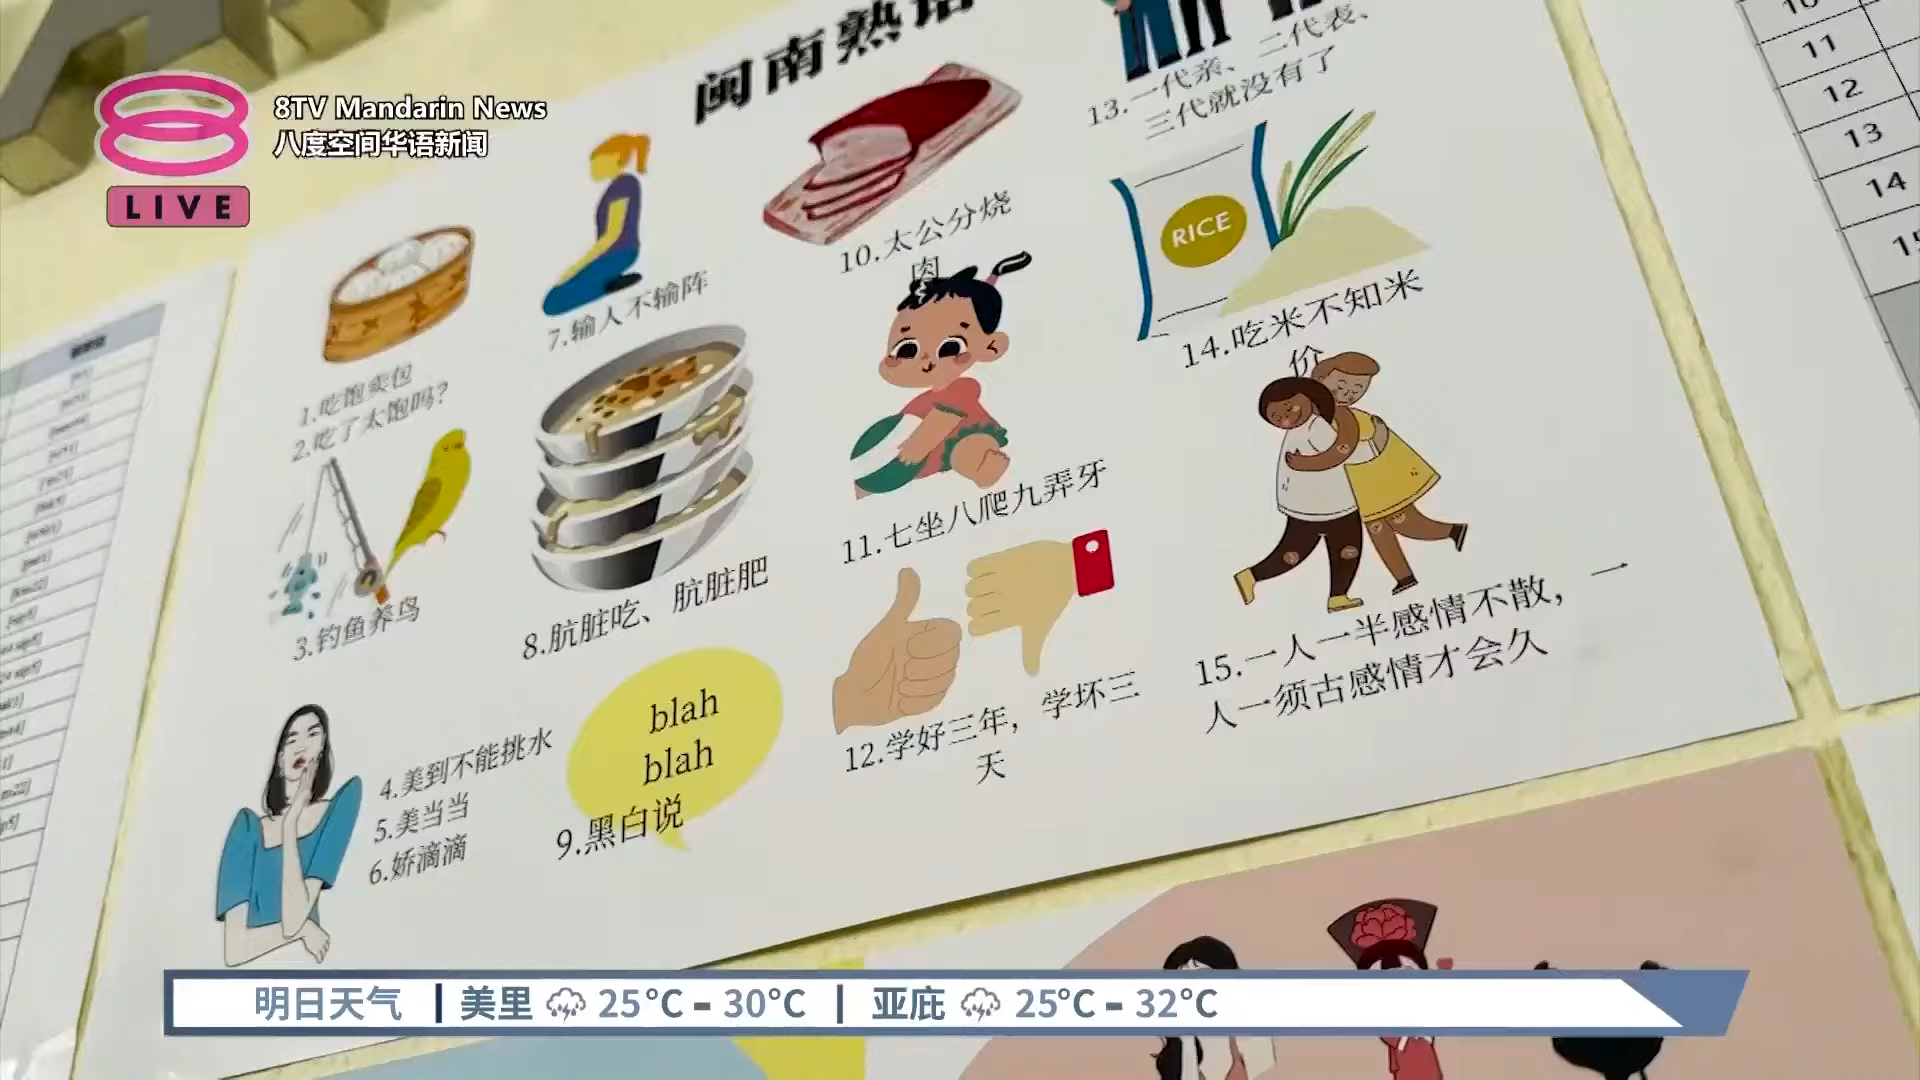 8TV Mandarin News
八度空间华语新闻
LIVE
闽南熟语
1.吃饱卖包
2.吃了太饱吗?
3.钓鱼养鸟
4.美到不能挑水
5.美当当
6.娇滴滴
7.输人不输阵
8.肮脏吃、肮脏肥
blah
blah
9.黑白说
10.太公分烧
肉
11.七坐八爬九弄牙
12.学好三年，学坏三
天
13.一代亲、二代表、
三代就没有了
RICE
14.吃米不知米
价
15.一人一半感情不散，一
人一须古感情才会久
10
11
12
13
14
明日天气 | 美里 25°C - 30°C | 亚庇 25°C - 32°C